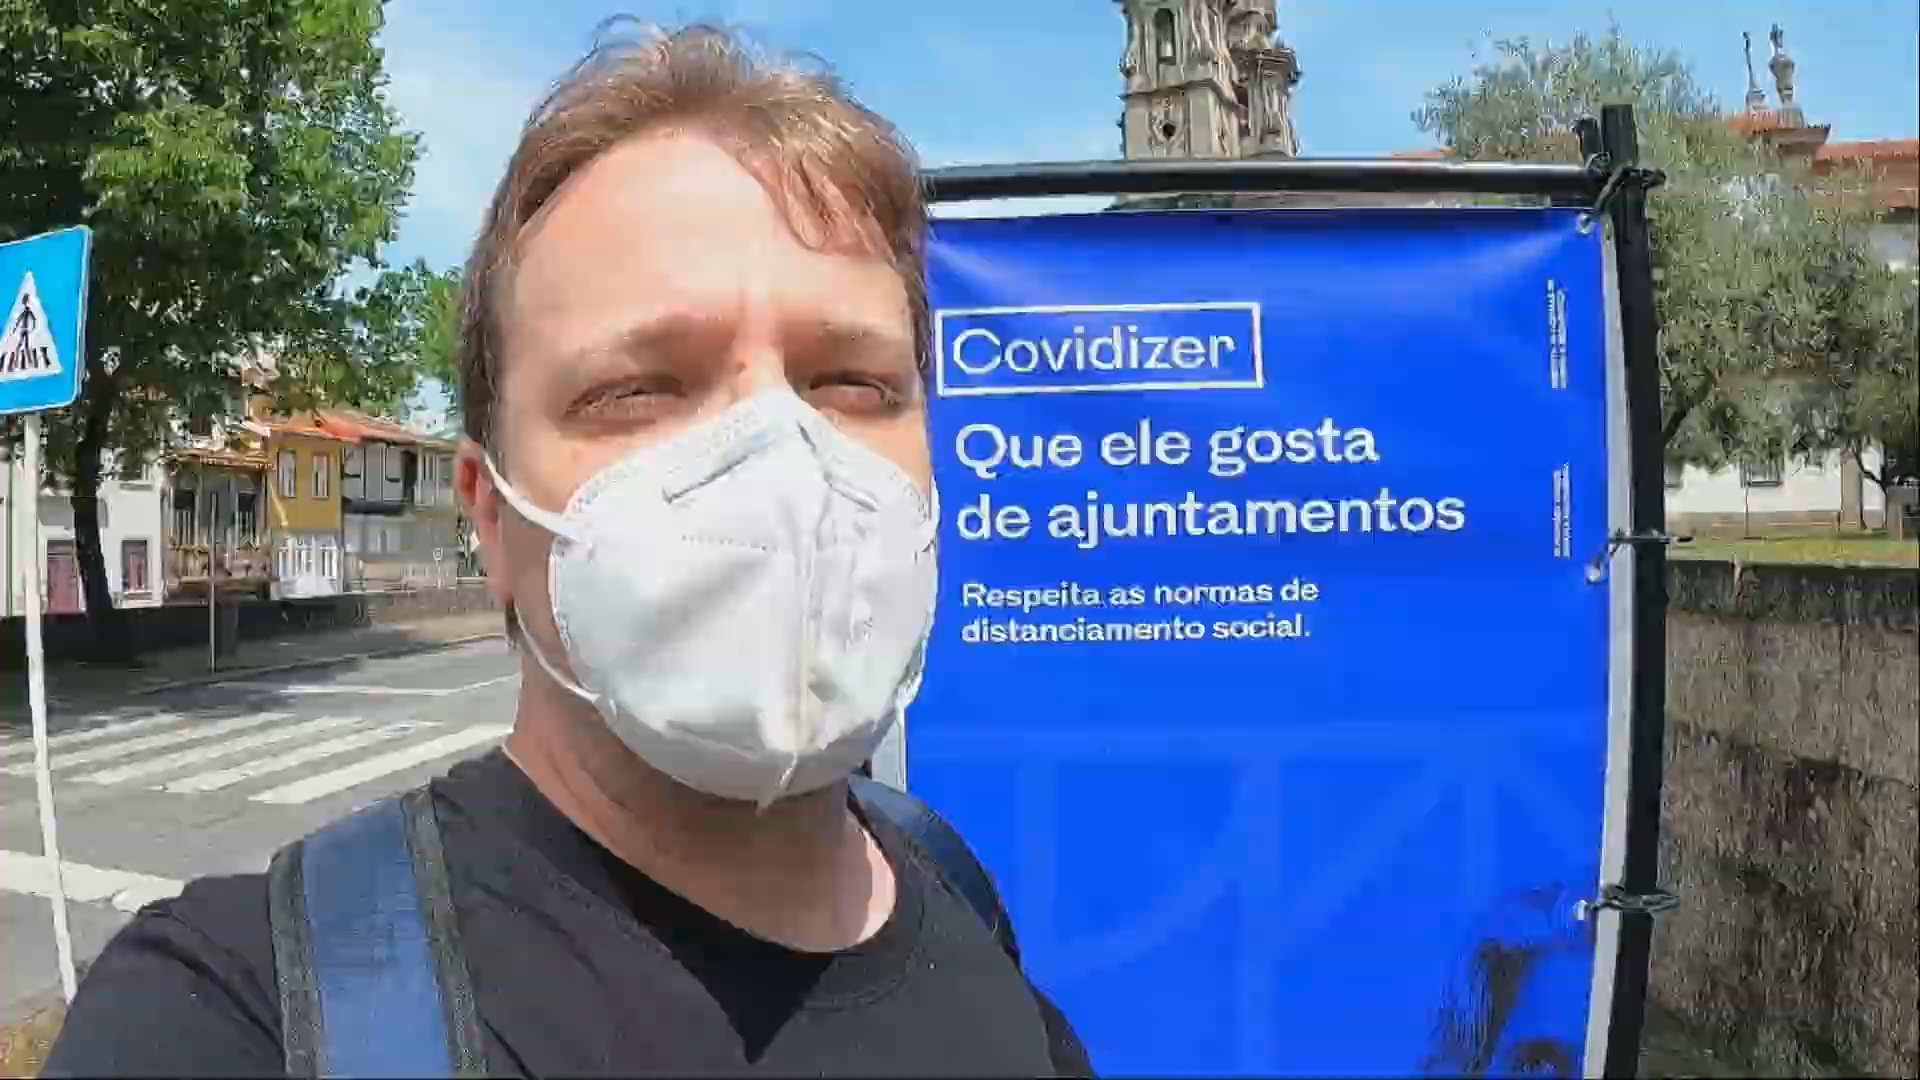 Covidizer
Que ele gosta
de ajuntamentos
Respeita as normas de
distanciamento social.